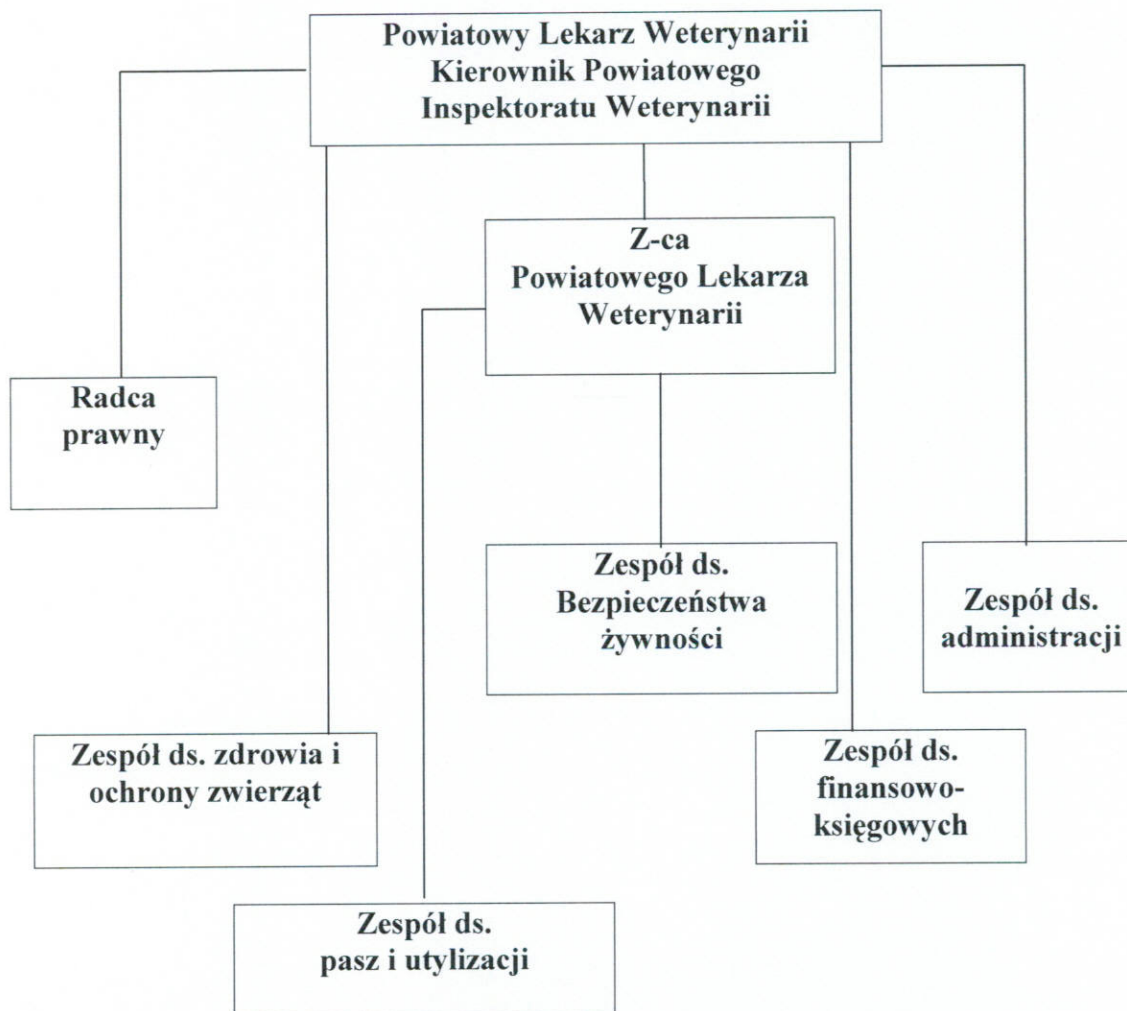 Powiatowy Lekarz Weterynarii
Kierownik Powiatowego
Inspektoratu Weterynarii
Z-ca
Powiatowego Lekarza
Weterynarii
Radca
prawny
Zespół ds.
Bezpieczeństwa
żywności
Zespół ds.
administracji
Zespół ds. zdrowia i
ochrony zwierząt
Zespół ds.
finansowo-
księgowych
Zespół ds.
pasz i utylizacji